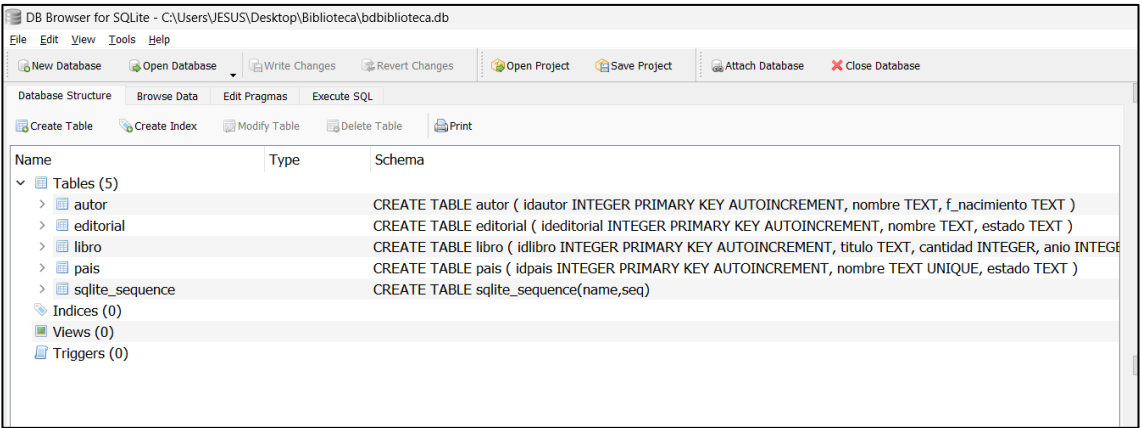 DB Browser for SQLite - C:\Users\JESUS\Desktop\Biblioteca\bdbiblioteca.db
File Edit View Tools Help
New Database Open Database Write Changes Revert Changes Open Project Save Project Attach Database Close Database
Database Structure Browse Data Edit Pragmas Execute SQL
Create Table Create Index Modify Table Delete Table Print
Name Type Schema
Tables (5)
autor CREATE TABLE autor ( idautor INTEGER PRIMARY KEY AUTOINCREMENT, nombre TEXT, f_nacimiento TEXT )
editorial CREATE TABLE editorial ( ideditorial INTEGER PRIMARY KEY AUTOINCREMENT, nombre TEXT, estado TEXT )
libro CREATE TABLE libro ( idlibro INTEGER PRIMARY KEY AUTOINCREMENT, titulo TEXT, cantidad INTEGER, anio INTEGE
pais CREATE TABLE pais ( idpais INTEGER PRIMARY KEY AUTOINCREMENT, nombre TEXT UNIQUE, estado TEXT )
sqlite_sequence CREATE TABLE sqlite_sequence(name,seq)
Indices (0)
Views (0)
Triggers (0)